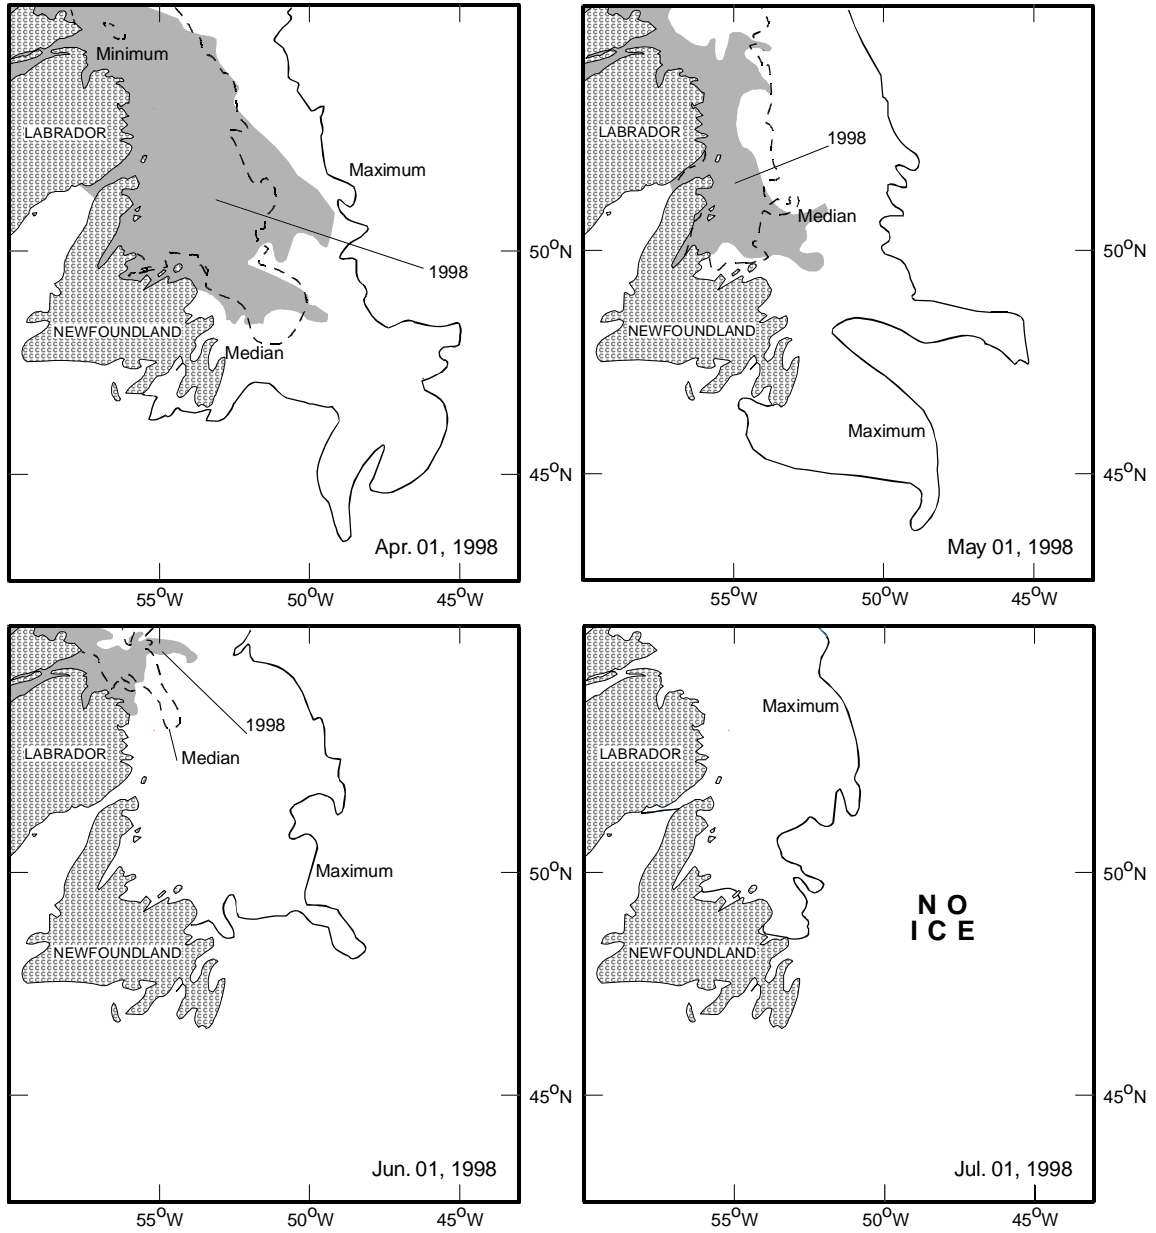 Minimum
LABRADOR
Maximum
50°N
1998
NEWFOUNDLAND
Median
45°N
Apr. 01, 1998
55°W
50°W
45°W
LABRADOR
1998
Median
50°N
NEWFOUNDLAND
Maximum
45°N
May 01, 1998
55°W
50°W
45°W
1998
LABRADOR
Median
Maximum
50°N
NEWFOUNDLAND
45°N
Jun. 01, 1998
55°W
50°W
45°W
Maximum
LABRADOR
50°N
NO
ICE
NEWFOUNDLAND
45°N
Jul. 01, 1998
55°W
50°W
45°W